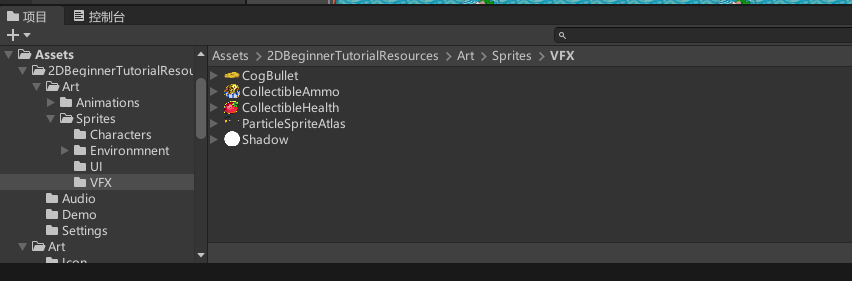 项目 控制台
Assets
2DBeginnerTutorialResou
Art
Animations
Sprites
Characters
Environmnent
UI
VFX
Audio
Demo
Settings
Art
Icon
Assets > 2DBeginnerTutorialResources > Art > Sprites > VFX
CogBullet
CollectibleAmmo
CollectibleHealth
ParticleSpriteAtlas
Shadow